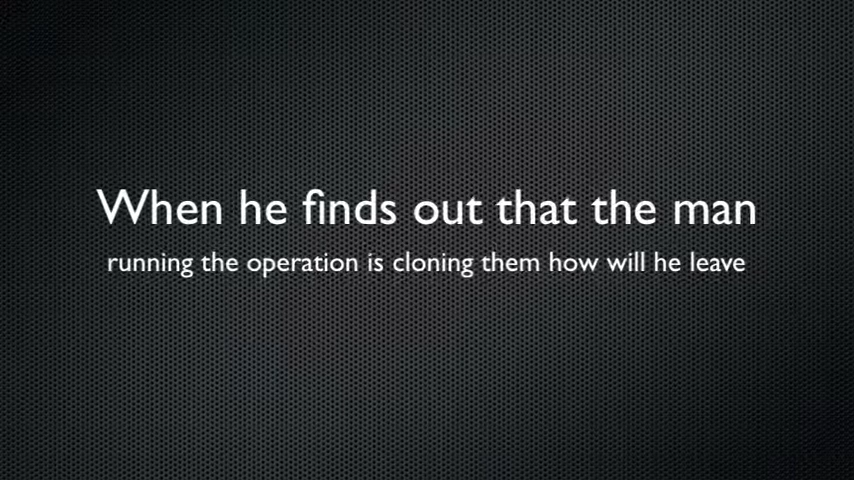 When he finds out that the man
running the operation is cloning them how will he leave